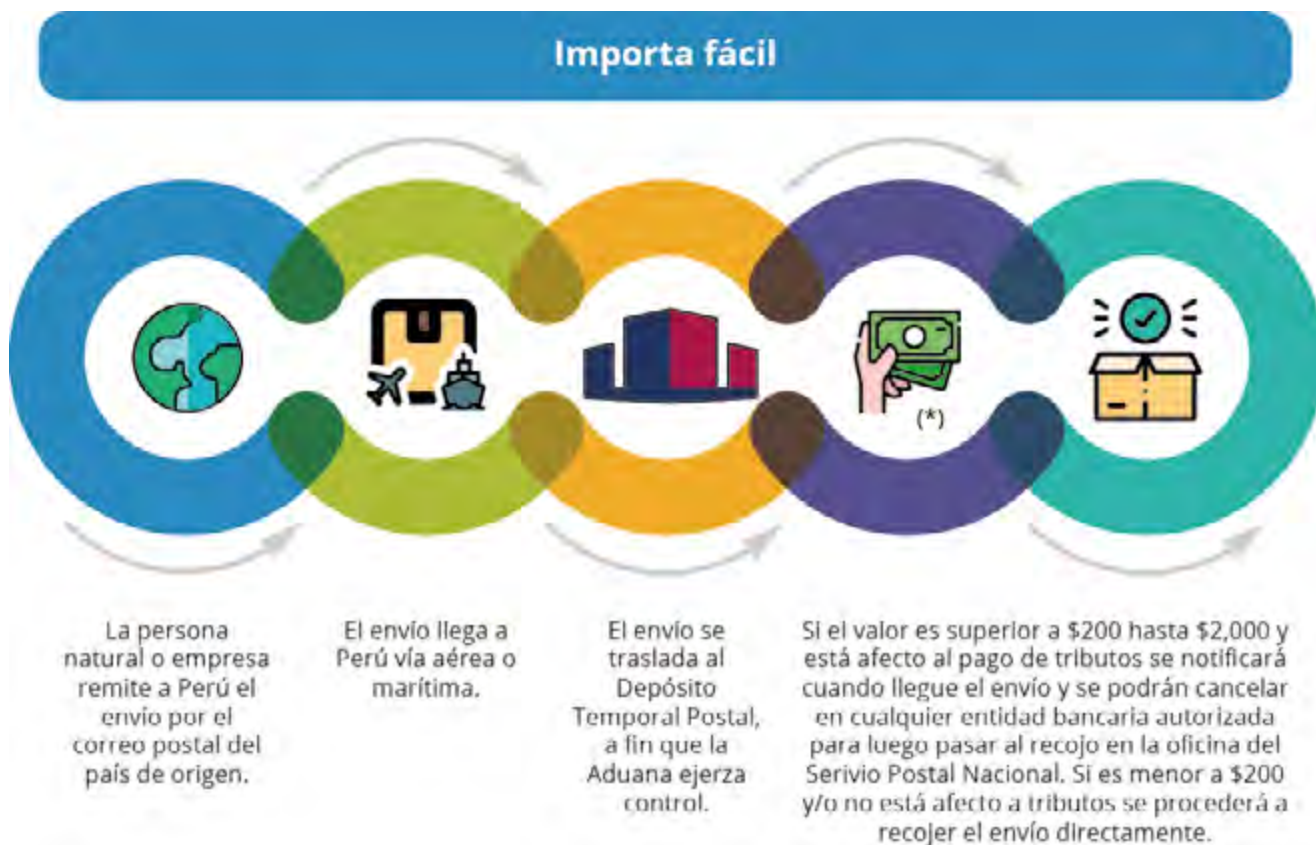 Importa fácil
(*)
La persona
natural o empresa
remite a Perú el
envío por el
correo postal del
país de origen.
El envío llega a
Perú vía aérea o
marítima.
El envío se
traslada al
Depósito
Temporal Postal,
a fin que la
Aduana ejerza
control.
Si el valor es superior a $200 hasta $2,000 y
está afecto al pago de tributos se notificará
cuando llegue el envío y se podrán cancelar
en cualquier entidad bancaria autorizada
para luego pasar al recojo en la oficina del
Serivio Postal Nacional. Si es menor a $200
y/o no está afecto a tributos se procederá a
recojer el envío directamente.